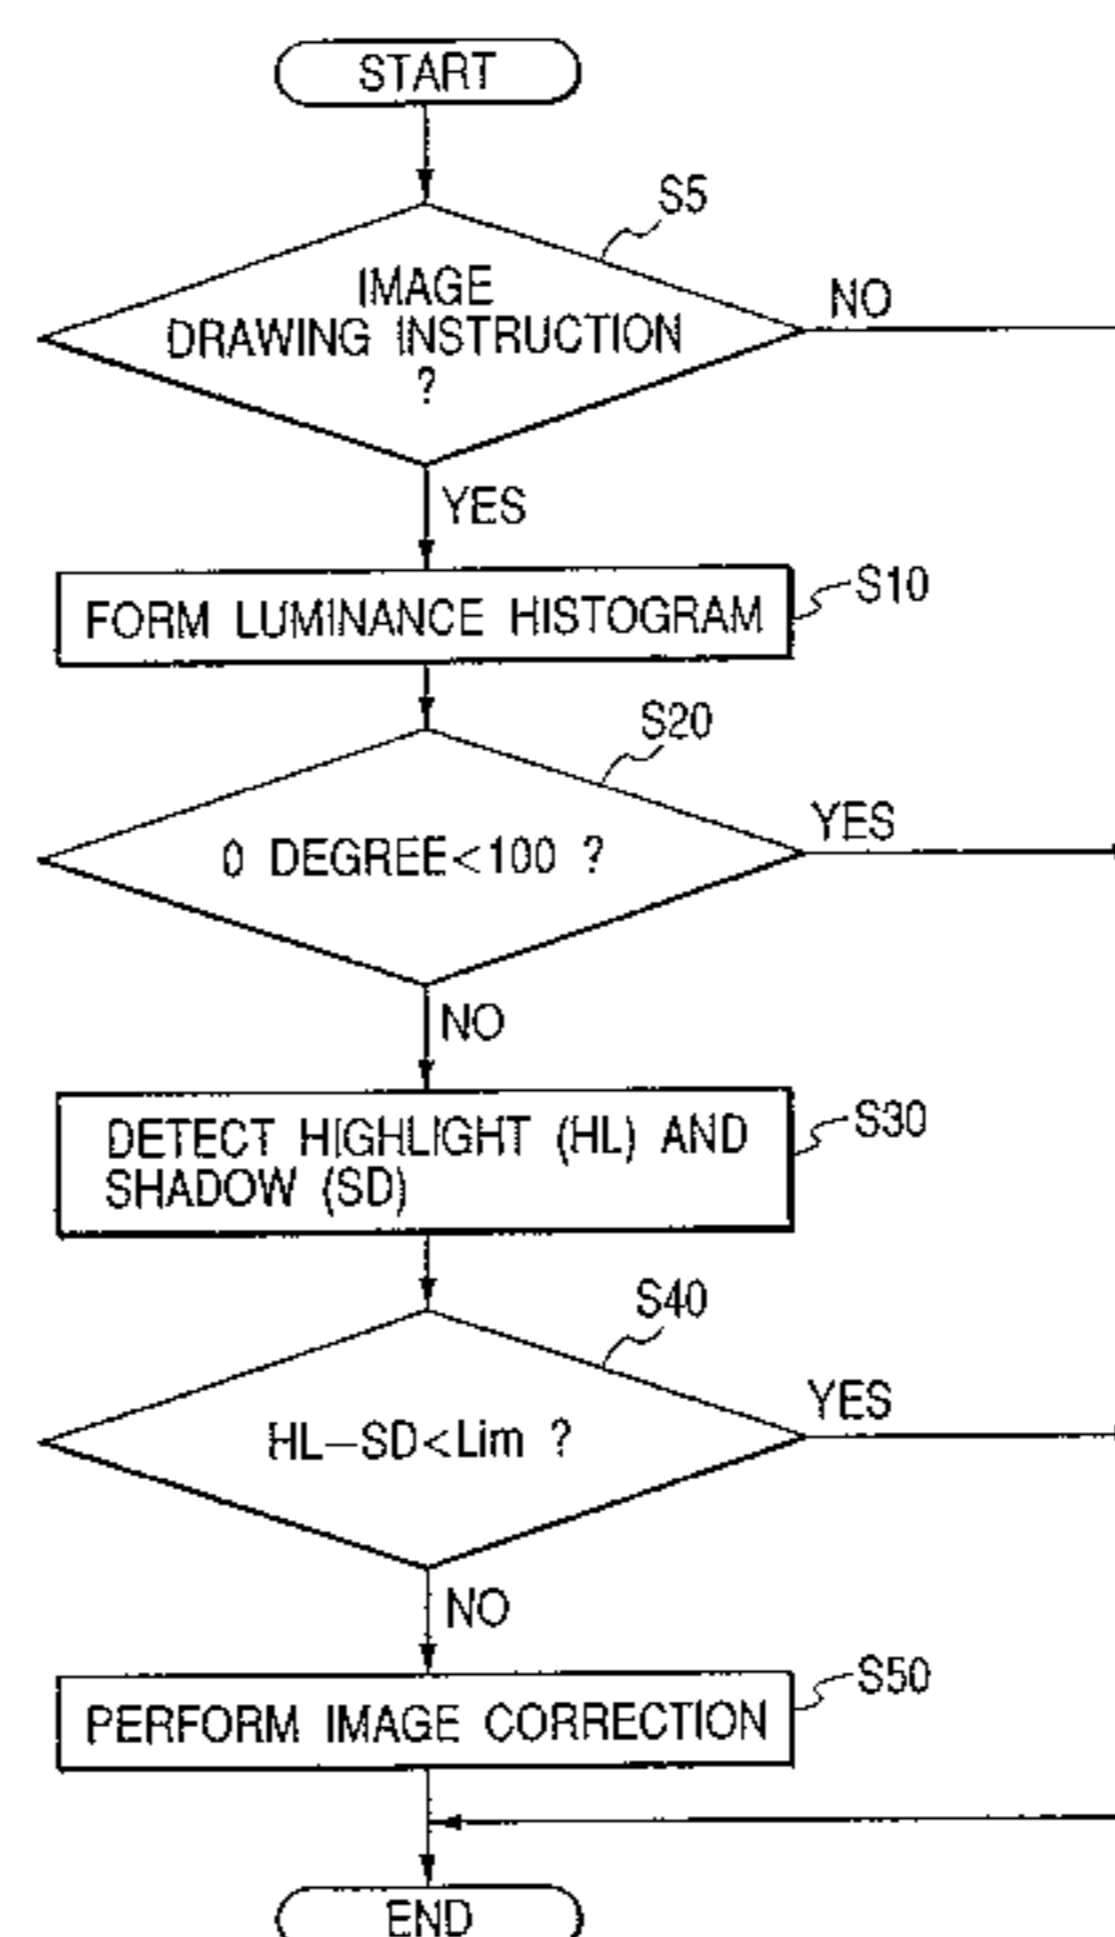 START
S5
IMAGE
DRAWING INSTRUCTION
?
NO
YES
FORM LUMINANCE HISTOGRAM
S10
S20
0 DEGREE<100 ?
YES
NO
DETECT HIGHLIGHT (HL) AND
SHADOW (SD)
S30
S40
HL-SD<Lim ?
YES
NO
PERFORM IMAGE CORRECTION
S50
END